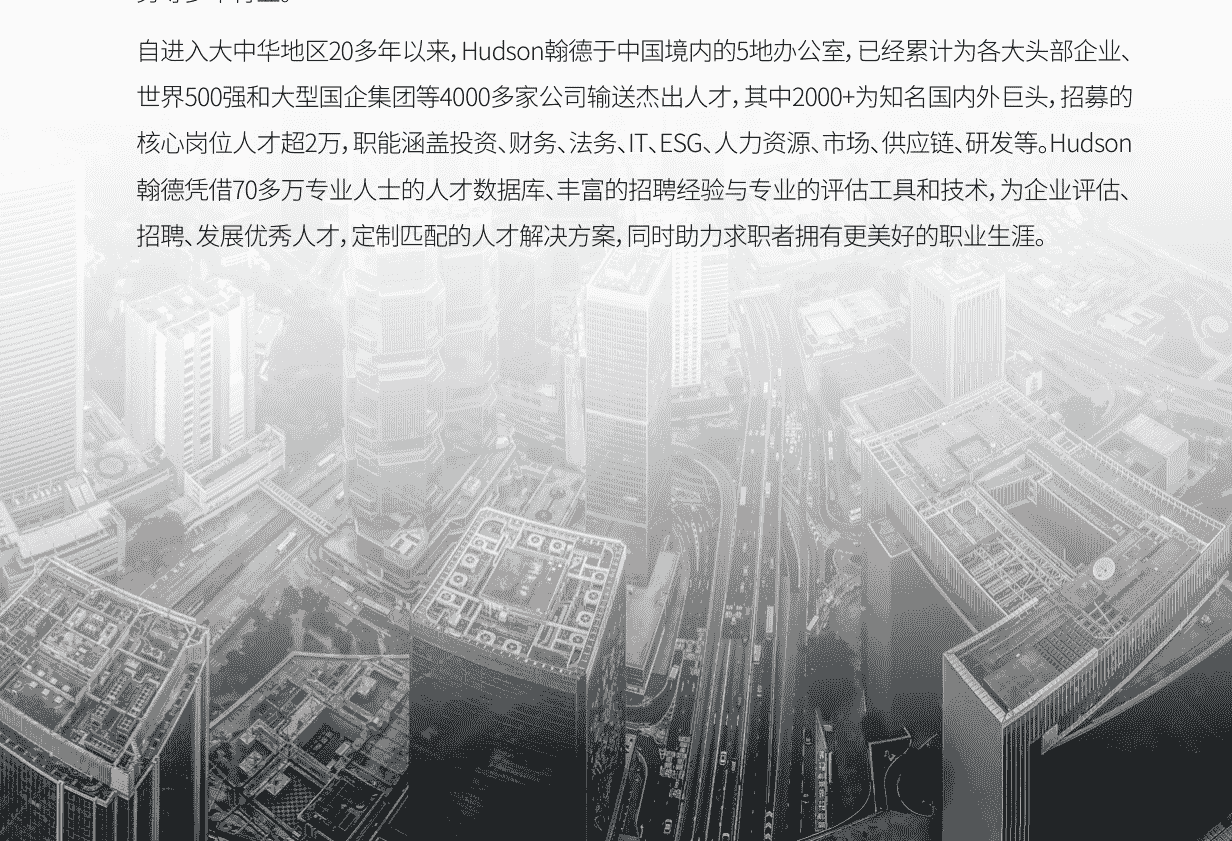 自进入大中华地区20多年以来，Hudson翰德于中国境内的5地办公室，已经累计为各大头部企业、
世界500强和大型国企集团等4000多家公司输送杰出人才，其中2000+为知名国内外巨头，招募的
核心岗位人才超2万，职能涵盖投资、财务、法务、IT、ESG、人力资源、市场、供应链、研发等。Hudson
翰德凭借70多万专业人士的人才数据库、丰富的招聘经验与专业的评估工具和技术，为企业评估、
招聘、发展优秀人才，定制匹配的人才解决方案，同时助力求职者拥有更美好的职业生涯。